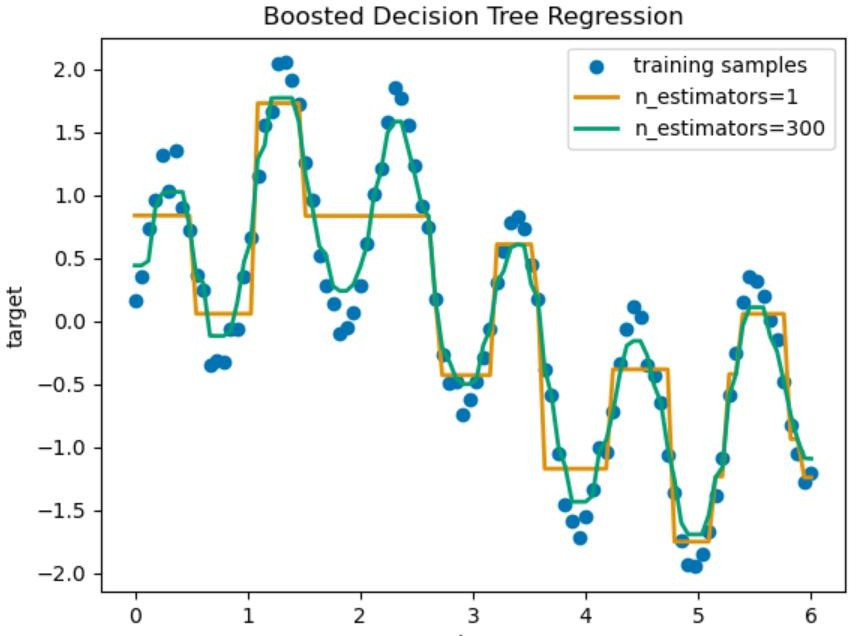 Boosted Decision Tree Regression
training samples
n_estimators=1
n_estimators=300
target
2.0
1.5
1.0
0.5
0.0
−0.5
−1.0
−1.5
−2.0
0 1 2 3 4 5 6